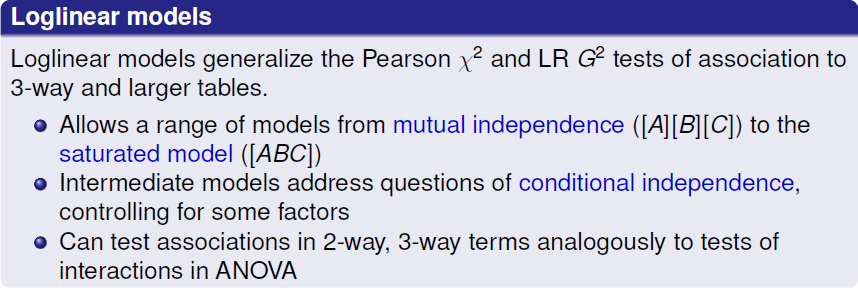 Loglinear models
Loglinear models generalize the Pearson χ² and LR G² tests of association to
3-way and larger tables.
Allows a range of models from mutual independence ([A][B][C]) to the
saturated model ([ABC])
Intermediate models address questions of conditional independence,
controlling for some factors
Can test associations in 2-way, 3-way terms analogously to tests of
interactions in ANOVA